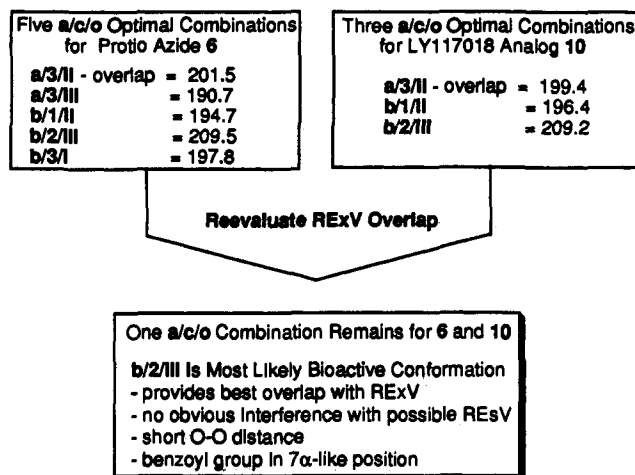 Five a/c/o Optimal Combinations
for Protio Azide 6
a/3/II - overlap = 201.5
a/3/III = 190.7
b/1/II = 194.7
b/2/III = 209.5
b/3/I = 197.8
Three a/c/o Optimal Combinations
for LY117018 Analog 10
a/3/II - overlap = 199.4
b/1/II = 196.4
b/2/III = 209.2
Reevaluate RExV Overlap
One a/c/o Combination Remains for 6 and 10
b/2/III Is Most Likely Bioactive Conformation
- provides best overlap with RExV
- no obvious interference with possible REsV
- short O-O distance
- benzoyl group in 7α-like position